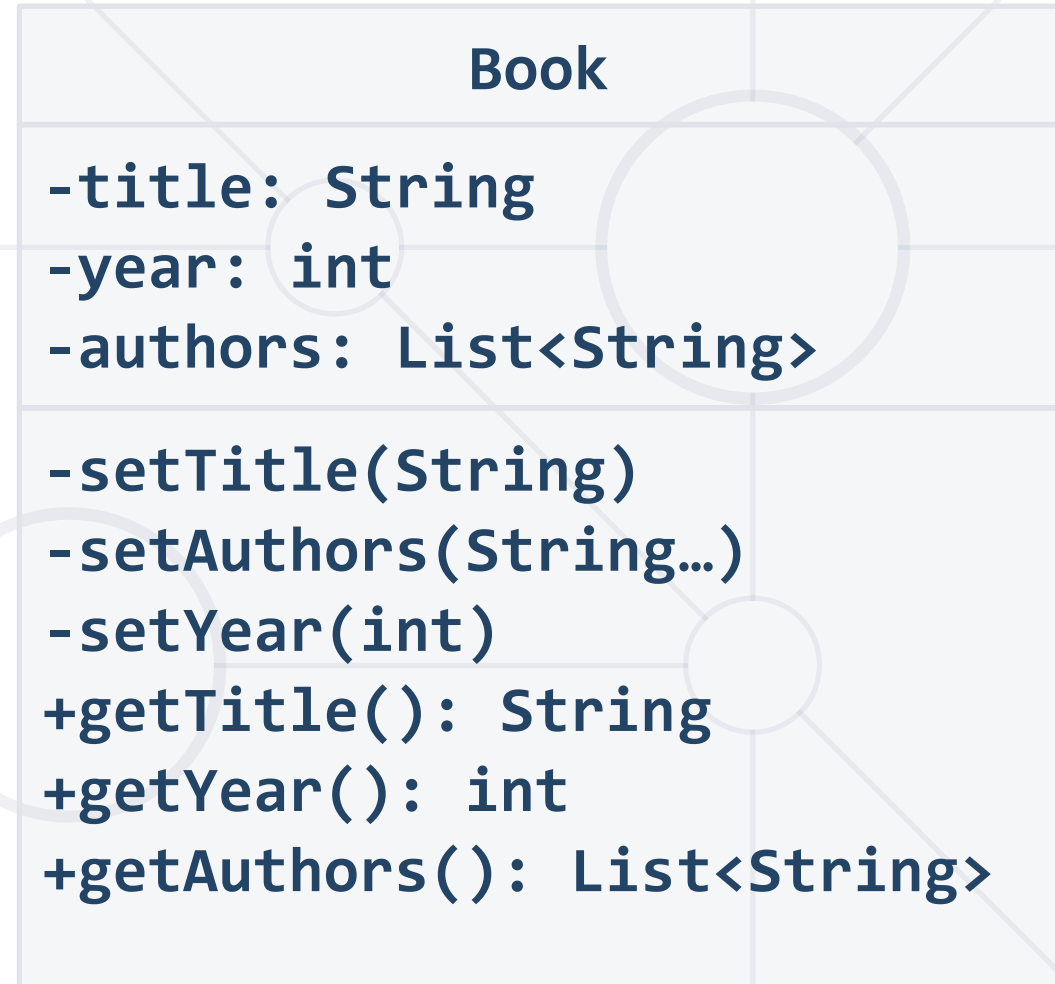 Book
-title: String
-year: int
-authors: List<String>
-setTitle(String)
-setAuthors(String…)
-setYear(int)
+getTitle(): String
+getYear(): int
+getAuthors(): List<String>